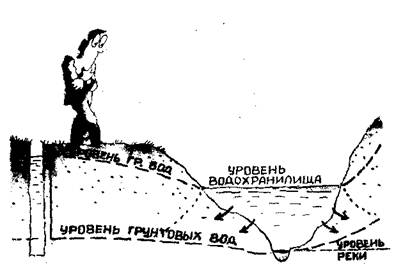 УРОВЕНЬ ГР. ВОД
УРОВЕНЬ
ВОДОХРАНИЛИЩА
УРОВЕНЬ ГРУНТОВЫХ ВОД
УРОВЕНЬ
РЕКИ